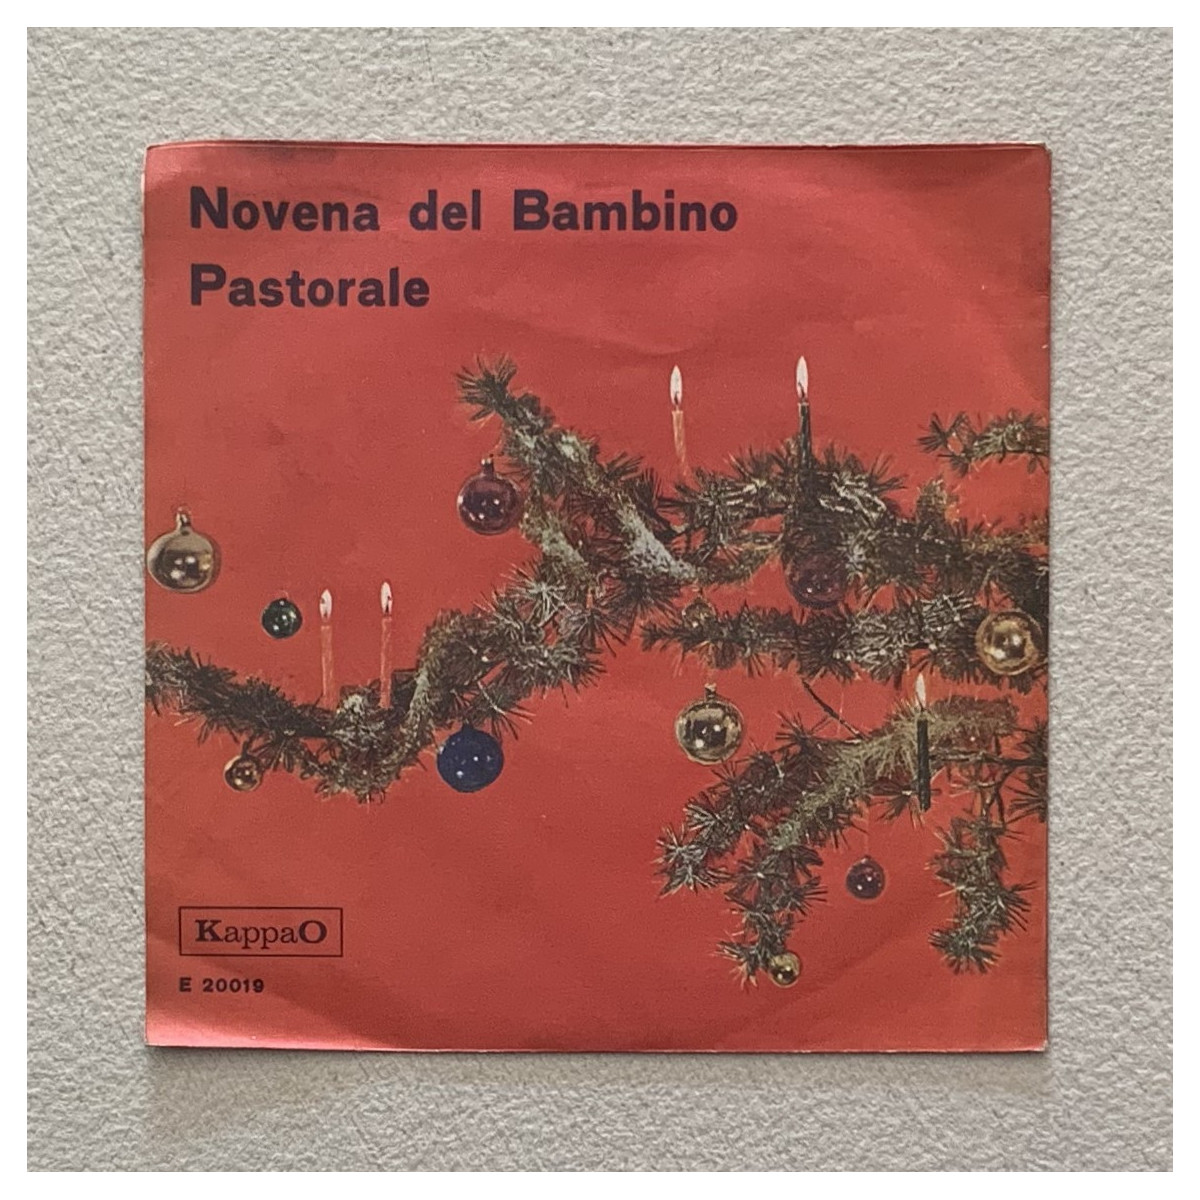 Novena del Bambino
Pastorale
KappaO
E 20019